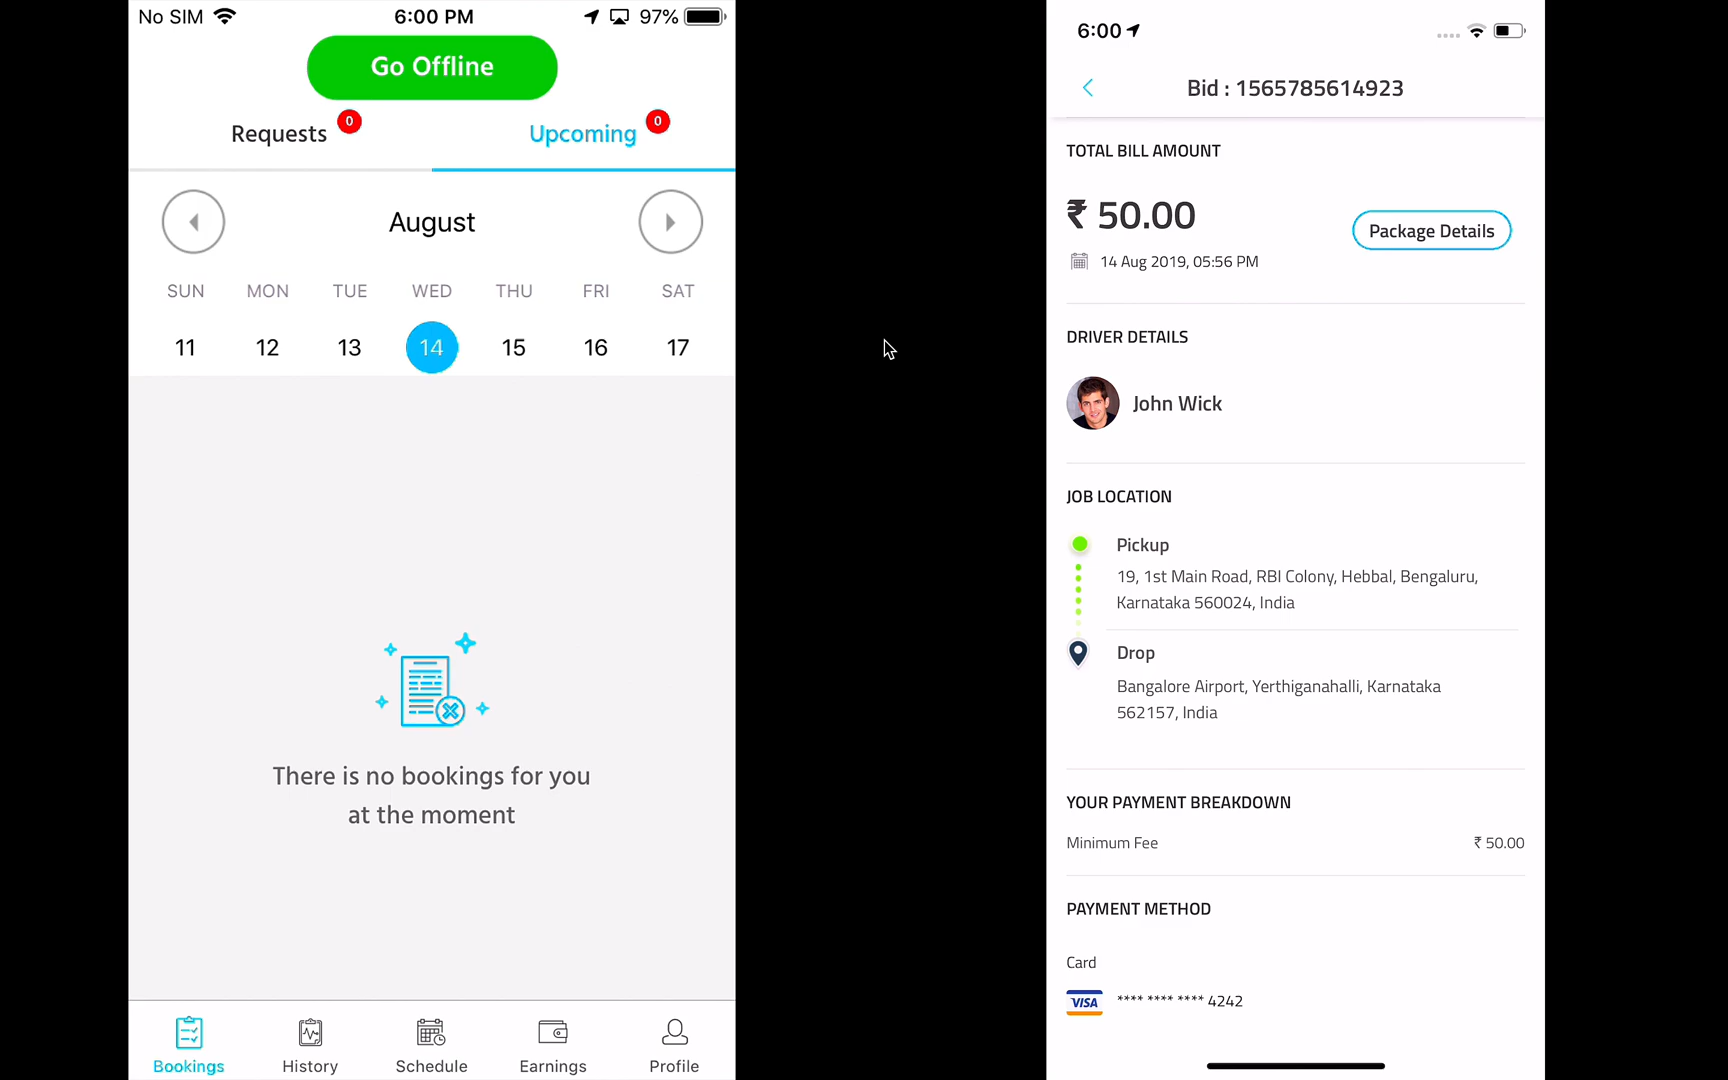 No SIM 6:00 PM 97%
Go Offline
Requests 0 Upcoming 0
August
SUN MON TUE WED THU FRI SAT
11 12 13 14 15 16 17
There is no bookings for you
at the moment
Bookings History Schedule Earnings Profile
6:00
Bid : 1565785614923
TOTAL BILL AMOUNT
₹ 50.00
Package Details
14 Aug 2019, 05:56 PM
DRIVER DETAILS
John Wick
JOB LOCATION
Pickup
19, 1st Main Road, RBI Colony, Hebbal, Bengaluru,
Karnataka 560024, India
Drop
Bangalore Airport, Yerthiganahalli, Karnataka
562157, India
YOUR PAYMENT BREAKDOWN
Minimum Fee ₹ 50.00
PAYMENT METHOD
Card
VISA **** **** **** 4242